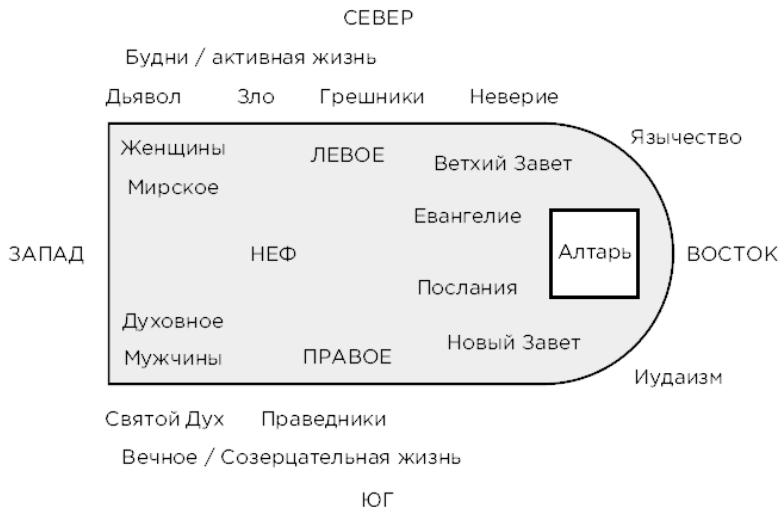 СЕВЕР
Будни / активная жизнь
Дьявол Зло Грешники Неверие
Язычество
Женщины ЛЕВОЕ Ветхий Завет
Мирское
Евангелие
ЗАПАД НЕФ Алтарь ВОСТОК
Послания
Духовное
Новый Завет
Мужчины ПРАВОЕ
Иудаизм
Святой Дух Праведники
Вечное / Созерцательная жизнь
ЮГ